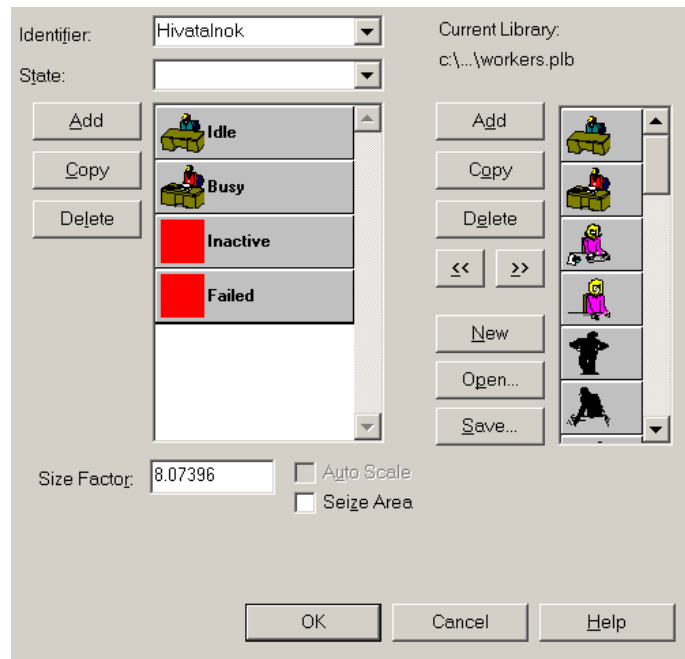 Identifier:
Hivatalnok
State:
Add
Copy
Delete
Idle
Busy
Inactive
Failed
Current Library:
c:\...\workers.plb
Add
Copy
Delete
<<
>>
New
Open...
Save...
Size Factor:
8.07396
Auto Scale
Seize Area
OK
Cancel
Help